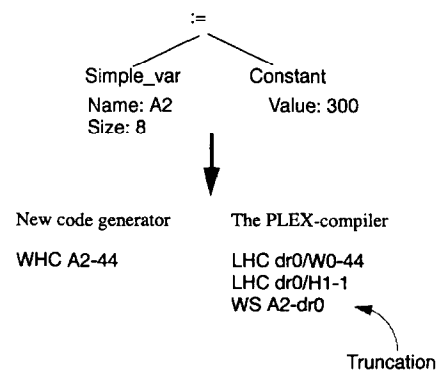 :=
Simple_var Constant
Name: A2 Value: 300
Size: 8
New code generator The PLEX-compiler
WHC A2-44 LHC dr0/W0-44
LHC dr0/H1-1
WS A2-dr0
Truncation